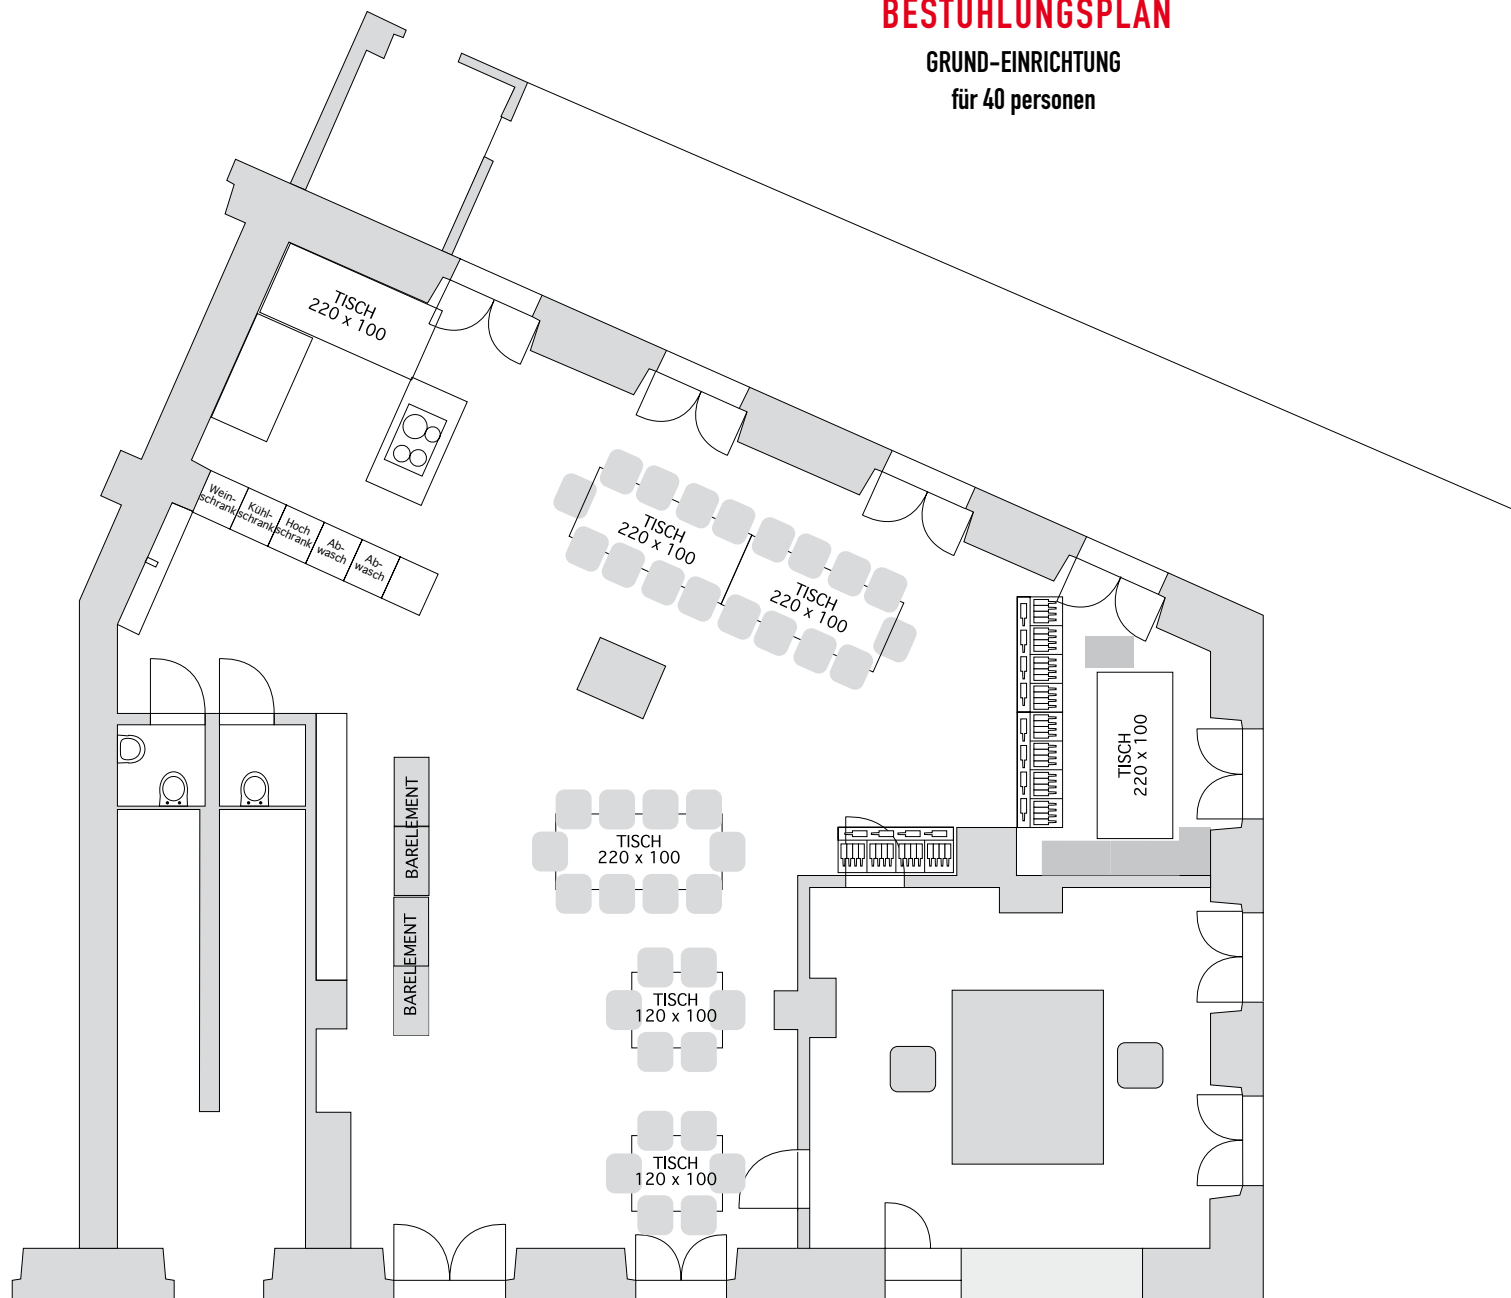 BESTUHLUNGSPLAN
GRUND-EINRICHTUNG
für 40 personen
TISCH
220 x 100
Wein-
schrank
Kühl-
schrank
Hoch
schrank
Ab-
wasch
Ab-
wasch
TISCH
220 x 100
TISCH
220 x 100
TISCH
220 x 100
BARELEMENT
BARELEMENT
TISCH
220 x 100
TISCH
120 x 100
TISCH
120 x 100